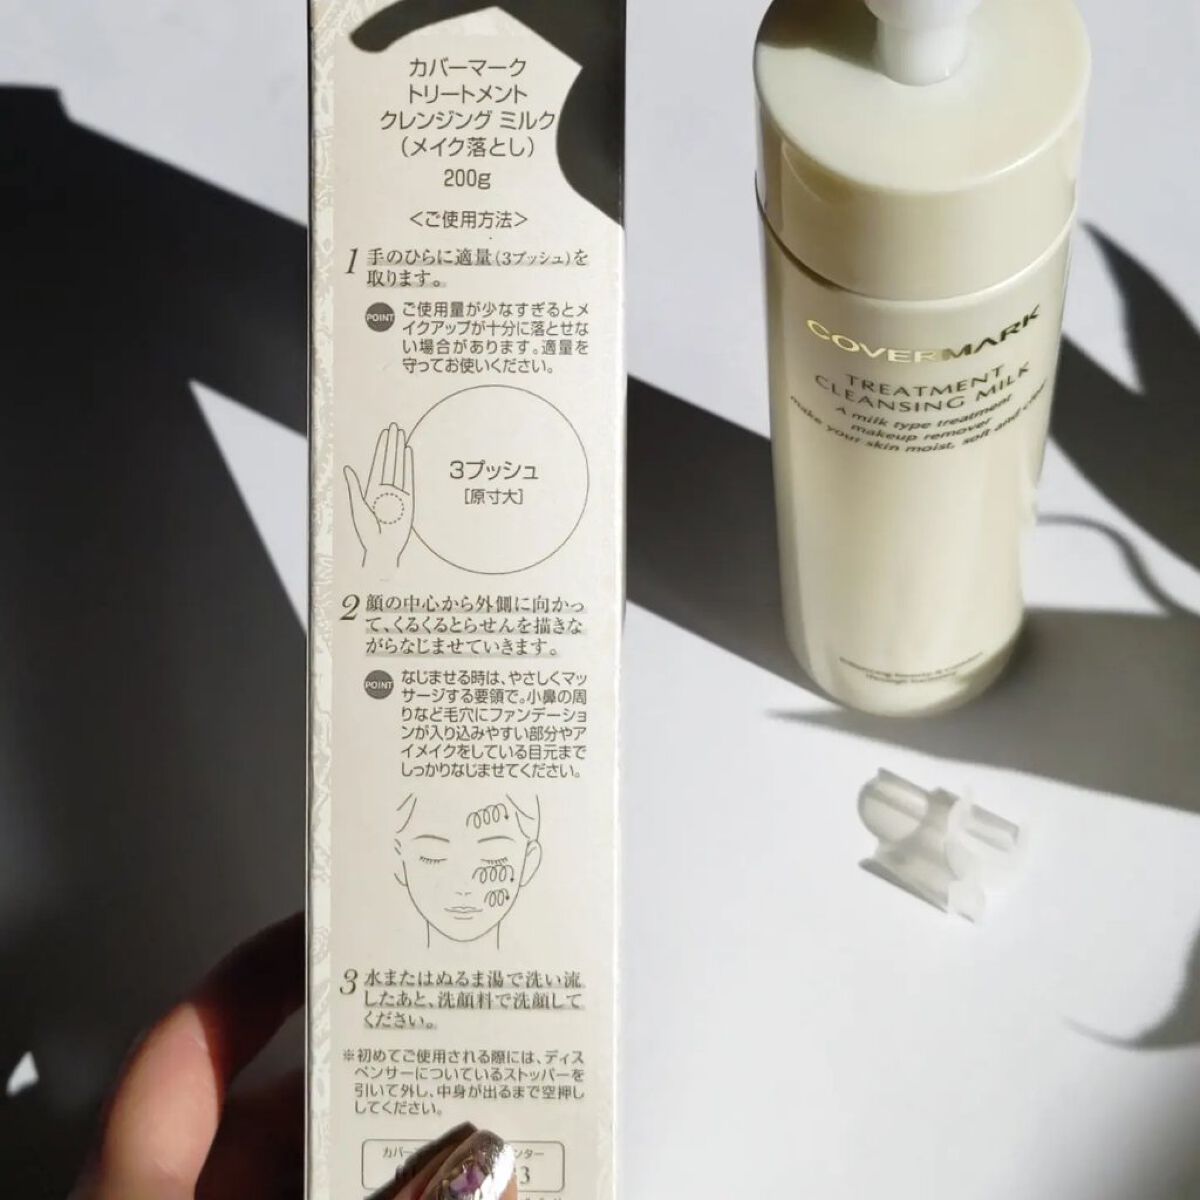 カバーマーク
トリートメント
クレンジング ミルク
（メイク落とし）
200g
＜ご使用方法＞
1 手のひらに適量（3プッシュ）を
取ります。
POINT ご使用量が少なすぎるとメ
イクアップが十分に落とせな
い場合があります。適量を
守ってお使いください。
3プッシュ
［原寸大］
2 顔の中心から外側に向かっ
て、くるくるとらせんを描きな
がらなじませていきます。
POINT なじませる時は、やさしくマッ
サージする要領で。小鼻の周
りなど毛穴にファンデーショ
ンが入り込みやすい部分やア
イメイクをしている目元まで
しっかりなじませてください。
3 水またはぬるま湯で洗い流
したあと、洗顔料で洗顔して
ください。
※初めてご使用される際には、ディス
ペンサーについているストッパーを
引いて外し、中身が出るまで空押し
してください。
カバー
ンター
3
COVERMARK
TREATMENT
CLEANSING MILK
A milk type treatment
makeup remover
make your skin moist, soft and clear